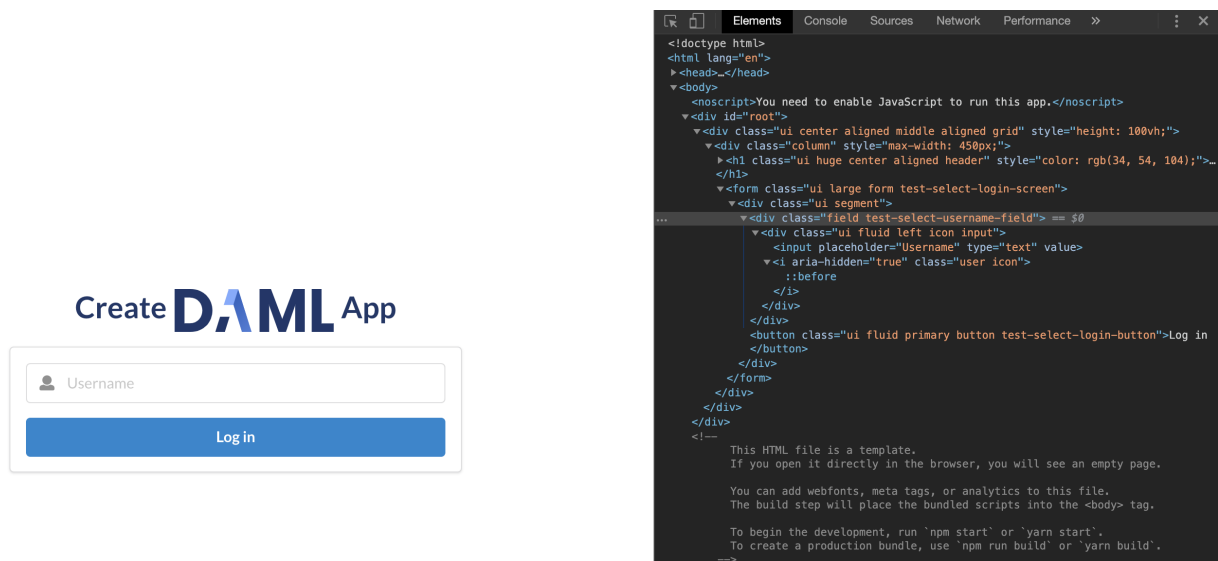 Create DAML App
Username
Log in
Elements Console Sources Network Performance »
<!doctype html>
<html lang="en">
<head>…</head>
<body>
<noscript>You need to enable JavaScript to run this app.</noscript>
<div id="root">
<div class="ui center aligned middle aligned grid" style="height: 100vh;">
<div class="column" style="max-width: 450px;">
<h1 class="ui huge center aligned header" style="color: rgb(34, 54, 104);">…
</h1>
<form class="ui large form test-select-login-screen">
<div class="ui segment">
... <div class="field test-select-username-field"> == $0
<div class="ui fluid left icon input">
<input placeholder="Username" type="text" value>
<i aria-hidden="true" class="user icon">
::before
</i>
</div>
</div>
<button class="ui fluid primary button test-select-login-button">Log in
</button>
</div>
</form>
</div>
</div>
</div>
<!--
This HTML file is a template.
If you open it directly in the browser, you will see an empty page.
You can add webfonts, meta tags, or analytics to this file.
The build step will place the bundled scripts into the <body> tag.
To begin the development, run `npm start` or `yarn start`.
To create a production bundle, use `npm run build` or `yarn build`.
-->